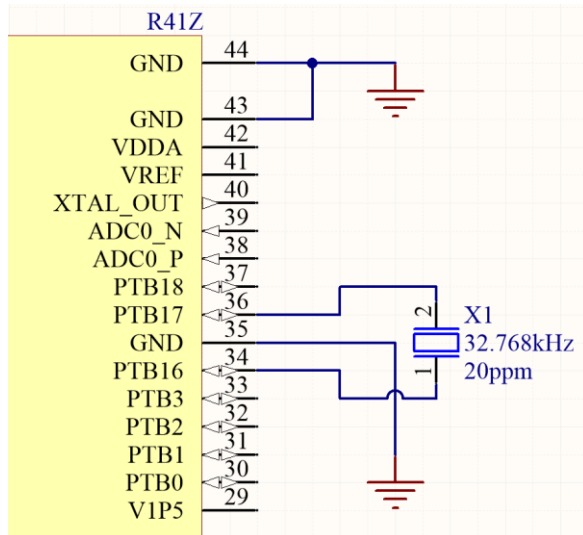 R41Z
GND 44
GND 43
VDDA 42
VREF 41
XTAL_OUT 40
ADC0_N 39
ADC0_P 38
PTB18 37
PTB17 36
GND 35
PTB16 34
PTB3 33
PTB2 32
PTB1 31
PTB0 30
V1P5 29
2
1
X1
32.768kHz
20ppm